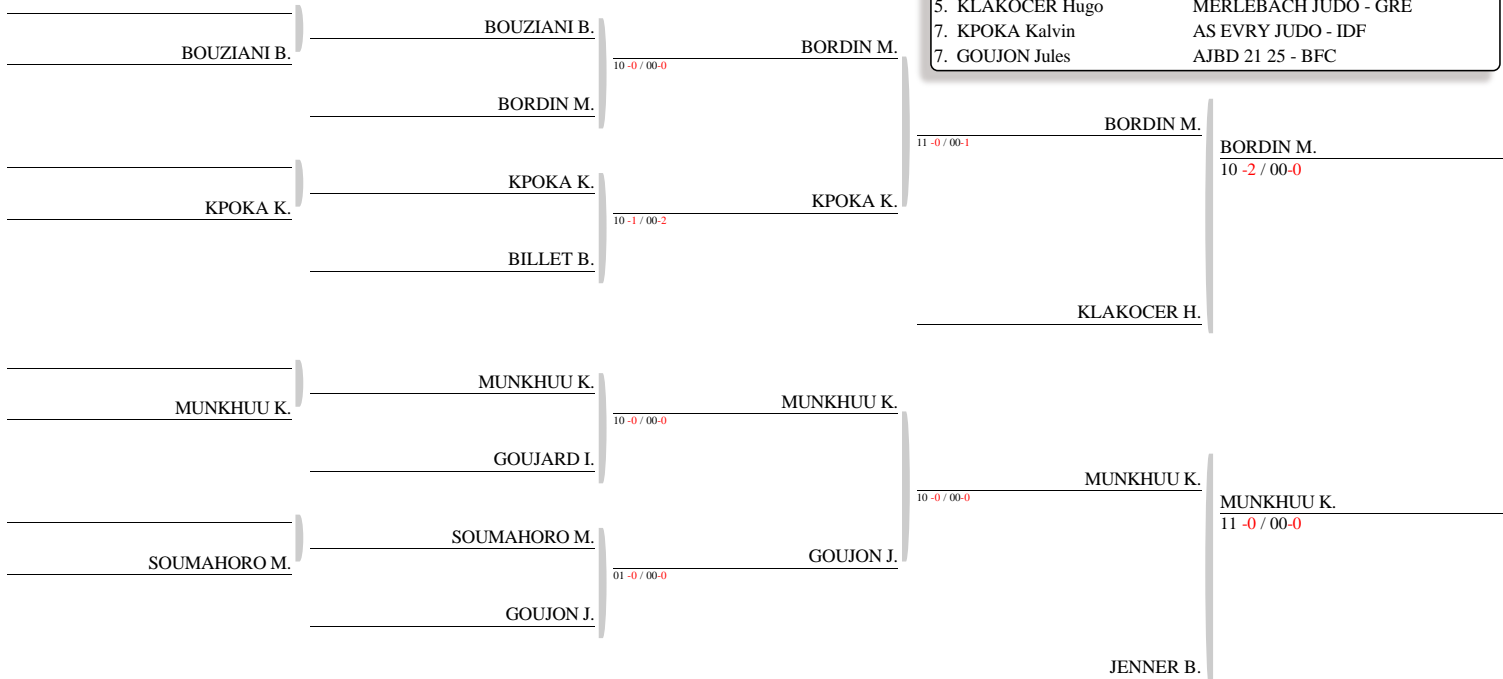 5. KLAKOCER Hugo MERLEBACH JUDO - GRE
7. KPOKA Kalvin AS EVRY JUDO - IDF
7. GOUJON Jules AJBD 21 25 - BFC
BOUZIANI B.
BOUZIANI B.
BORDIN M.
10 -0 / 00-0
BORDIN M.
BORDIN M.
11 -0 / 00-1
BORDIN M.
10 -2 / 00-0
KPOKA K.
KPOKA K.
KPOKA K.
10 -1 / 00-2
BILLET B.
KLAKOCER H.
MUNKHUU K.
MUNKHUU K.
MUNKHUU K.
10 -0 / 00-0
GOUJARD I.
MUNKHUU K.
10 -0 / 00-0
MUNKHUU K.
11 -0 / 00-0
SOUMAHORO M.
SOUMAHORO M.
GOUJON J.
01 -0 / 00-0
GOUJON J.
JENNER B.